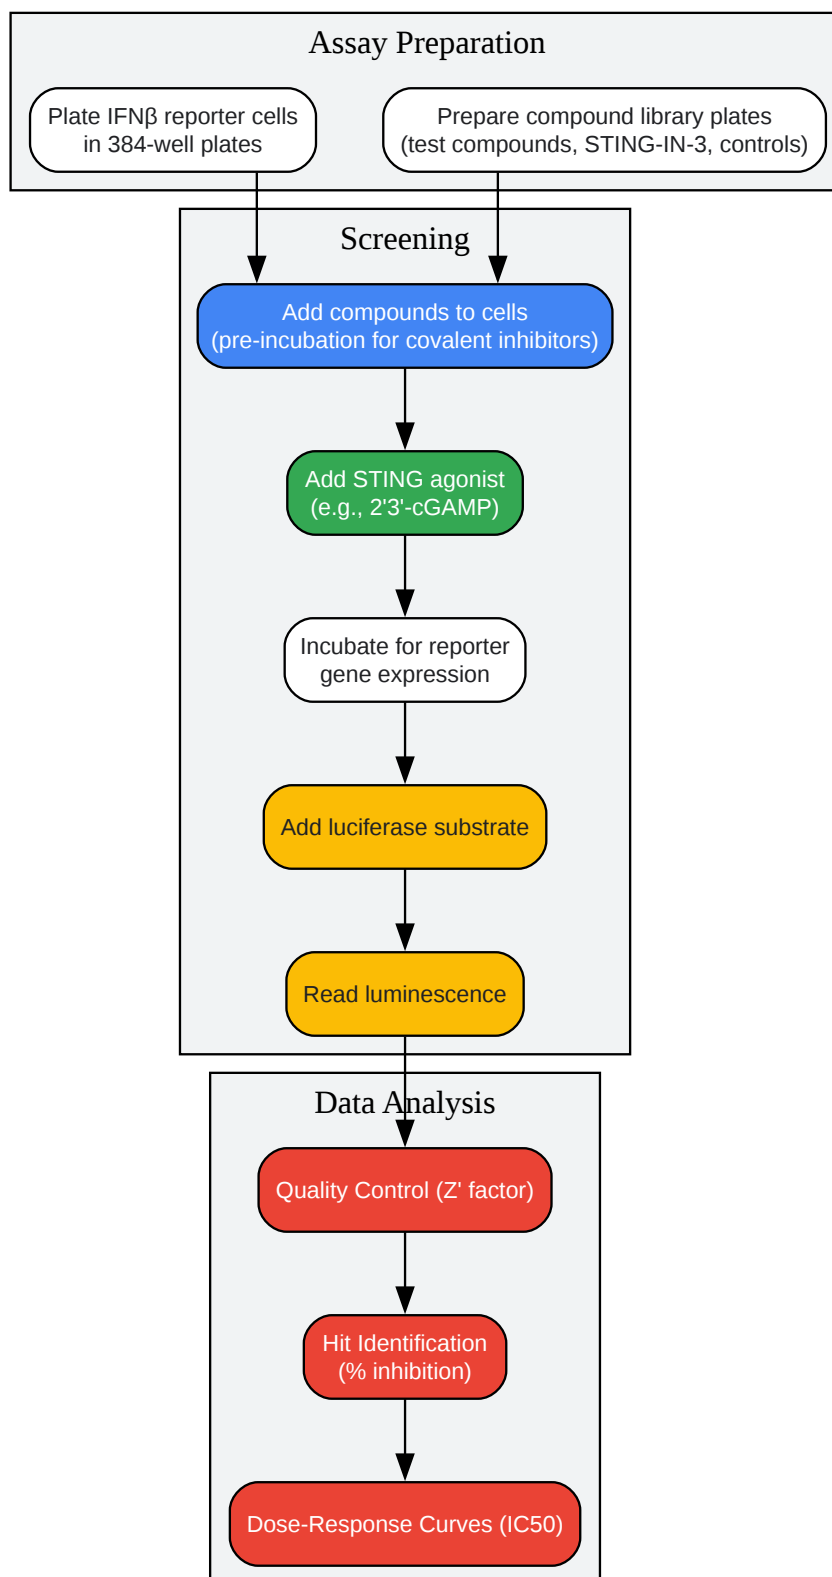 Assay Preparation
Plate IFNβ reporter cells
in 384-well plates
Prepare compound library plates
(test compounds, STING-IN-3, controls)
Screening
Add compounds to cells
(pre-incubation for covalent inhibitors)
Add STING agonist
(e.g., 2'3'-cGAMP)
Incubate for reporter
gene expression
Add luciferase substrate
Read luminescence
Data Analysis
Quality Control (Z' factor)
Hit Identification
(% inhibition)
Dose-Response Curves (IC50)